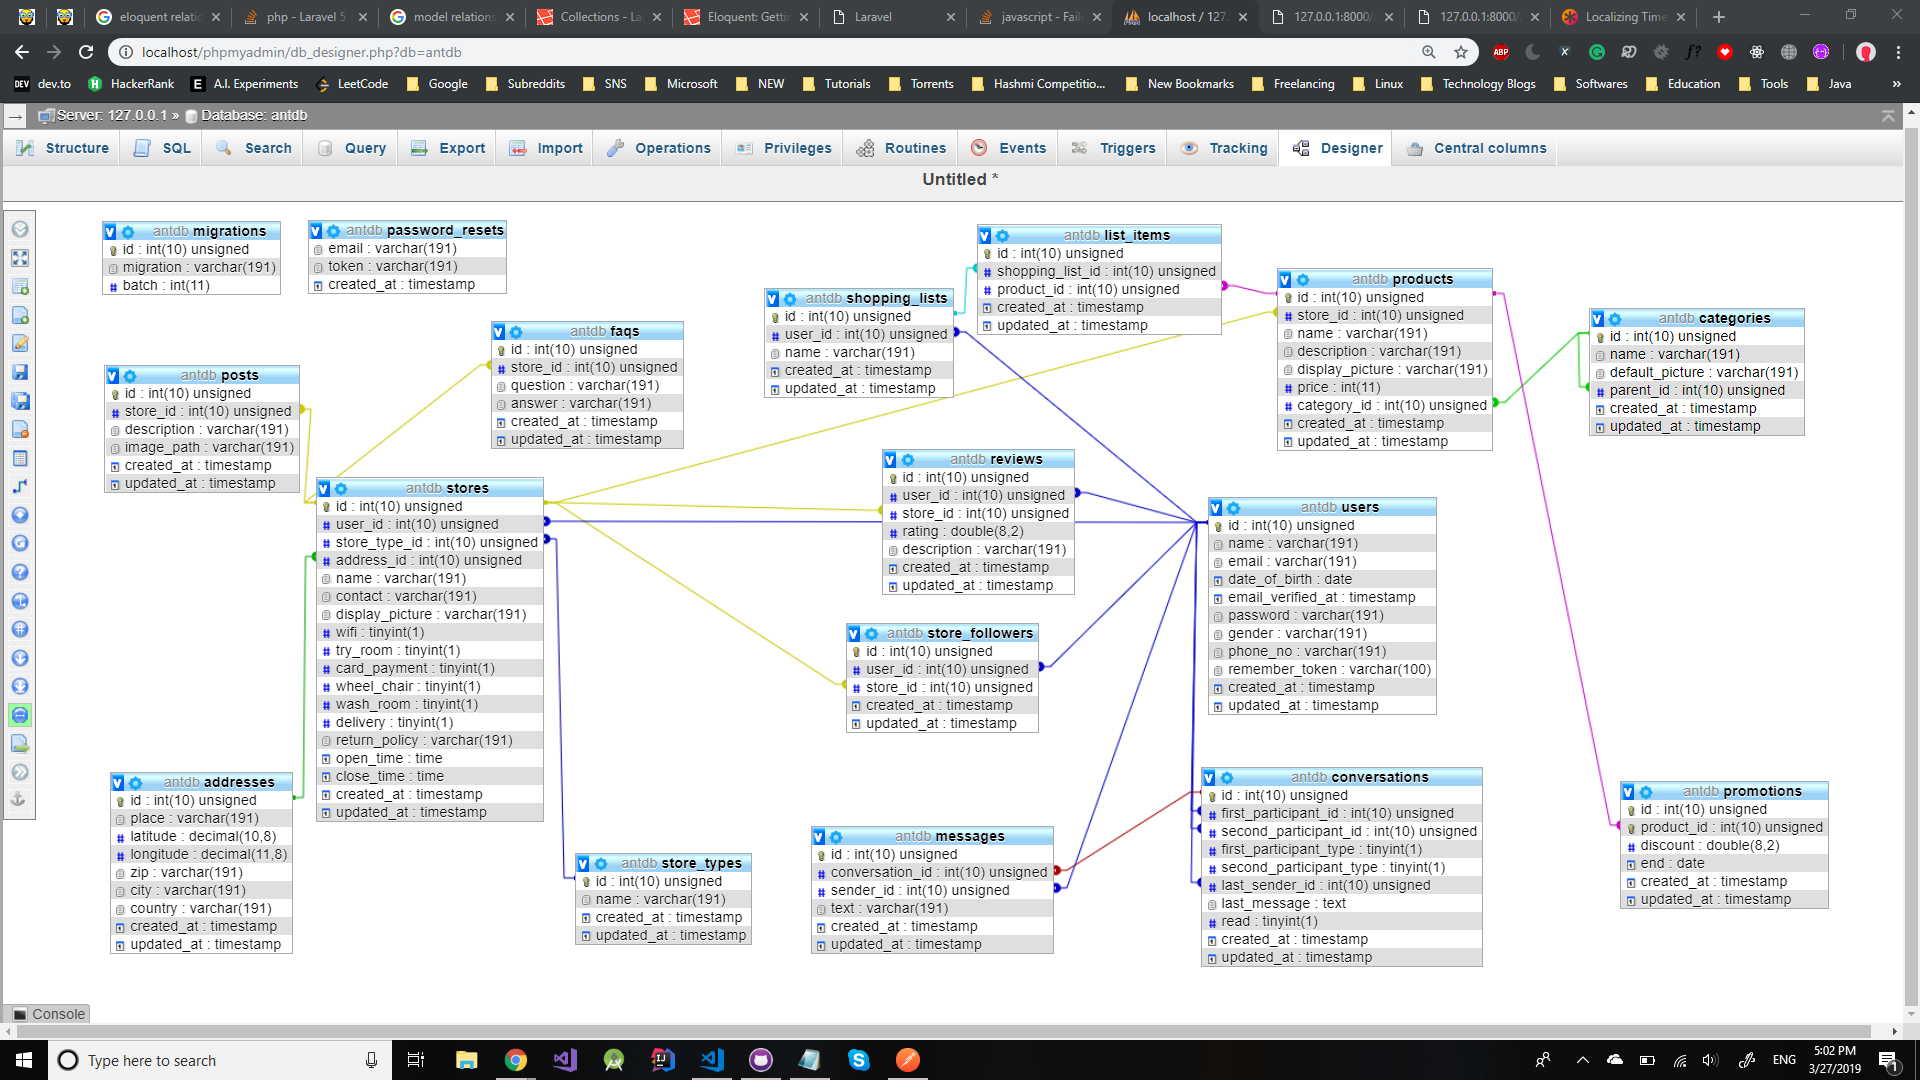 eloquent relatio
php - Laravel 5
model relations
Collections - La
Eloquent: Getti
Laravel
javascript - Faile
localhost / 127.
127.0.0.1:8000/
127.0.0.1:8000/
Localizing Time
localhost/phpmyadmin/db_designer.php?db=antdb
DEV dev.to
HackerRank
E A.I. Experiments
LeetCode
Google
Subreddits
SNS
Microsoft
NEW
Tutorials
Torrents
Hashmi Competitio...
New Bookmarks
Freelancing
Linux
Technology Blogs
Softwares
Education
Tools
Java
»
Server: 127.0.0.1 » Database: antdb
Structure
SQL
Search
Query
Export
Import
Operations
Privileges
Routines
Events
Triggers
Tracking
Designer
Central columns
Untitled *
antdb migrations
id : int(10) unsigned
migration : varchar(191)
batch : int(11)
antdb password_resets
email : varchar(191)
token : varchar(191)
created_at : timestamp
antdb list_items
id : int(10) unsigned
shopping_list_id : int(10) unsigned
product_id : int(10) unsigned
created_at : timestamp
updated_at : timestamp
antdb products
id : int(10) unsigned
store_id : int(10) unsigned
name : varchar(191)
description : varchar(191)
display_picture : varchar(191)
price : int(11)
category_id : int(10) unsigned
created_at : timestamp
updated_at : timestamp
antdb shopping_lists
id : int(10) unsigned
user_id : int(10) unsigned
name : varchar(191)
created_at : timestamp
updated_at : timestamp
antdb categories
id : int(10) unsigned
name : varchar(191)
default_picture : varchar(191)
parent_id : int(10) unsigned
created_at : timestamp
updated_at : timestamp
antdb faqs
id : int(10) unsigned
store_id : int(10) unsigned
question : varchar(191)
answer : varchar(191)
created_at : timestamp
updated_at : timestamp
antdb posts
id : int(10) unsigned
store_id : int(10) unsigned
description : varchar(191)
image_path : varchar(191)
created_at : timestamp
updated_at : timestamp
antdb reviews
id : int(10) unsigned
user_id : int(10) unsigned
store_id : int(10) unsigned
rating : double(8,2)
description : varchar(191)
created_at : timestamp
updated_at : timestamp
antdb stores
id : int(10) unsigned
user_id : int(10) unsigned
store_type_id : int(10) unsigned
address_id : int(10) unsigned
name : varchar(191)
contact : varchar(191)
display_picture : varchar(191)
wifi : tinyint(1)
try_room : tinyint(1)
card_payment : tinyint(1)
wheel_chair : tinyint(1)
wash_room : tinyint(1)
delivery : tinyint(1)
return_policy : varchar(191)
open_time : time
close_time : time
created_at : timestamp
updated_at : timestamp
antdb users
id : int(10) unsigned
name : varchar(191)
email : varchar(191)
date_of_birth : date
email_verified_at : timestamp
password : varchar(191)
gender : varchar(191)
phone_no : varchar(191)
remember_token : varchar(100)
created_at : timestamp
updated_at : timestamp
antdb store_followers
id : int(10) unsigned
user_id : int(10) unsigned
store_id : int(10) unsigned
created_at : timestamp
updated_at : timestamp
antdb addresses
id : int(10) unsigned
place : varchar(191)
latitude : decimal(10,8)
longitude : decimal(11,8)
zip : varchar(191)
city : varchar(191)
country : varchar(191)
created_at : timestamp
updated_at : timestamp
antdb conversations
id : int(10) unsigned
first_participant_id : int(10) unsigned
second_participant_id : int(10) unsigned
first_participant_type : tinyint(1)
second_participant_type : tinyint(1)
last_sender_id : int(10) unsigned
last_message : text
read : tinyint(1)
created_at : timestamp
updated_at : timestamp
antdb promotions
id : int(10) unsigned
product_id : int(10) unsigned
discount : double(8,2)
end : date
created_at : timestamp
updated_at : timestamp
antdb messages
id : int(10) unsigned
conversation_id : int(10) unsigned
sender_id : int(10) unsigned
text : varchar(191)
created_at : timestamp
updated_at : timestamp
antdb store_types
id : int(10) unsigned
name : varchar(191)
created_at : timestamp
updated_at : timestamp
Console
Type here to search
ENG
5:02 PM
3/27/2019